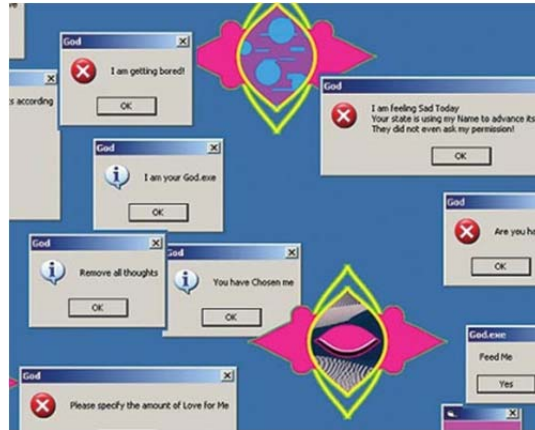 God
I am getting bored!
OK
s according
God
I am feeling Sad Today
Your state is using my Name to advance its
They did not even ask my permission!
OK
God
I am your God.exe
OK
God
Are you ha
OK
God
Remove all thoughts
OK
God
You have Chosen me
OK
God.exe
Feed Me
Yes
God
Please specify the amount of Love for Me